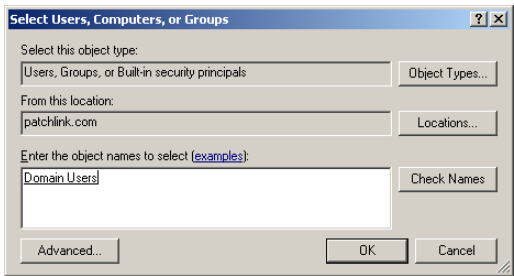 Select Users, Computers, or Groups
Select this object type:
Users, Groups, or Built-in security principals
Object Types...
From this location:
patchlink.com
Locations...
Enter the object names to select (examples):
Domain Users
Check Names
Advanced...
OK
Cancel